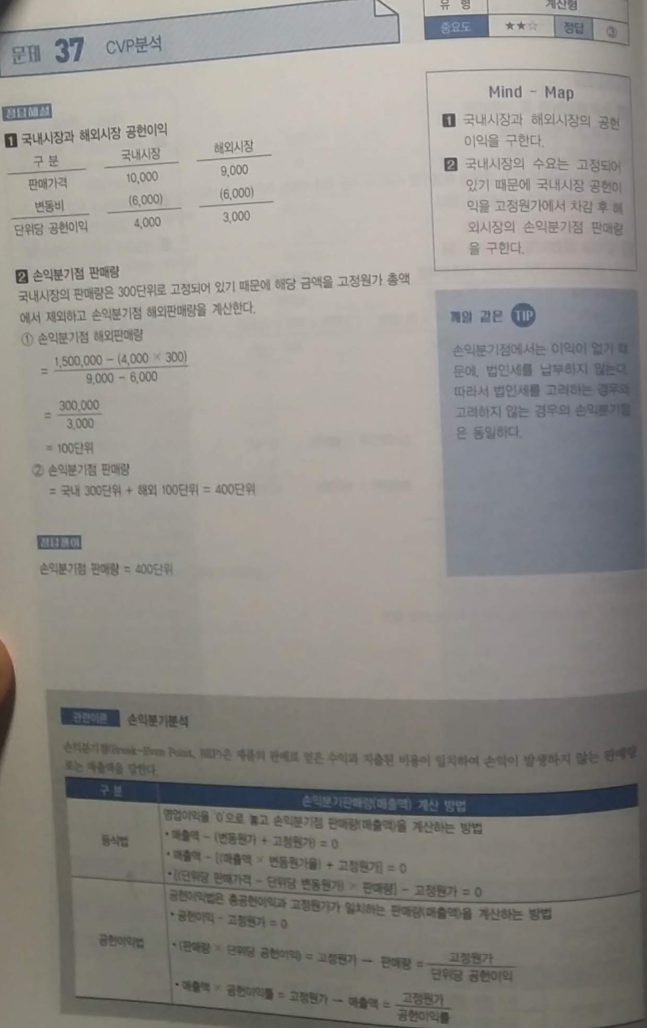 유 형 계산형
중요도 ★★☆ 정답 ③
문제 37 CVP분석
정답해설
1 국내시장과 해외시장 공헌이익
구 분 국내시장 해외시장
판매가격 10,000 9,000
변동비 (6,000) (6,000)
단위당 공헌이익 4,000 3,000
2 손익분기점 판매량
국내시장의 판매량은 300단위로 고정되어 있기 때문에 해당 금액을 고정원가 총액
에서 제외하고 손익분기점 해외판매량을 계산한다.
① 손익분기점 해외판매량
= 1,500,000 - (4,000 × 300)
9,000 - 6,000
= 300,000
3,000
= 100단위
② 손익분기점 판매량
= 국내 300단위 + 해외 100단위 = 400단위
정답풀이
손익분기점 판매량 = 400단위
Mind - Map
1 국내시장과 해외시장의 공헌
이익을 구한다.
2 국내시장의 수요는 고정되어
있기 때문에 국내시장 공헌이
익을 고정원가에서 차감 후 해
외시장의 손익분기점 판매량
을 구한다.
깨알 같은 TIP
손익분기점에서는 이익이 없기 때
문에, 법인세를 납부하지 않는다.
따라서 법인세를 고려하는 경우와
고려하지 않는 경우의 손익분기점
은 동일하다.
관련이론 손익분기분석
손익분기점(Break-Even Point, BEP)은 제품의 판매로 얻은 수익과 지출된 비용이 일치하여 손익이 발생하지 않는 판매량
또는 매출액을 말한다.
구 분 손익분기판매량(매출액) 계산 방법
등식법
영업이익을 '0'으로 놓고 손익분기점 판매량(매출액)을 계산하는 방법
• 매출액 - (변동원가 + 고정원가) = 0
• 매출액 - [(매출액 × 변동원가율) + 고정원가] = 0
• [(단위당 판매가격 - 단위당 변동원가) × 판매량] - 고정원가 = 0
공헌이익법
공헌이익법은 총공헌이익과 고정원가가 일치하는 판매량(매출액)을 계산하는 방법
• 공헌이익 - 고정원가 = 0
• (판매량 × 단위당 공헌이익) = 고정원가 → 판매량 = 고정원가
단위당 공헌이익
• 매출액 × 공헌이익률 = 고정원가 → 매출액 = 고정원가
공헌이익률